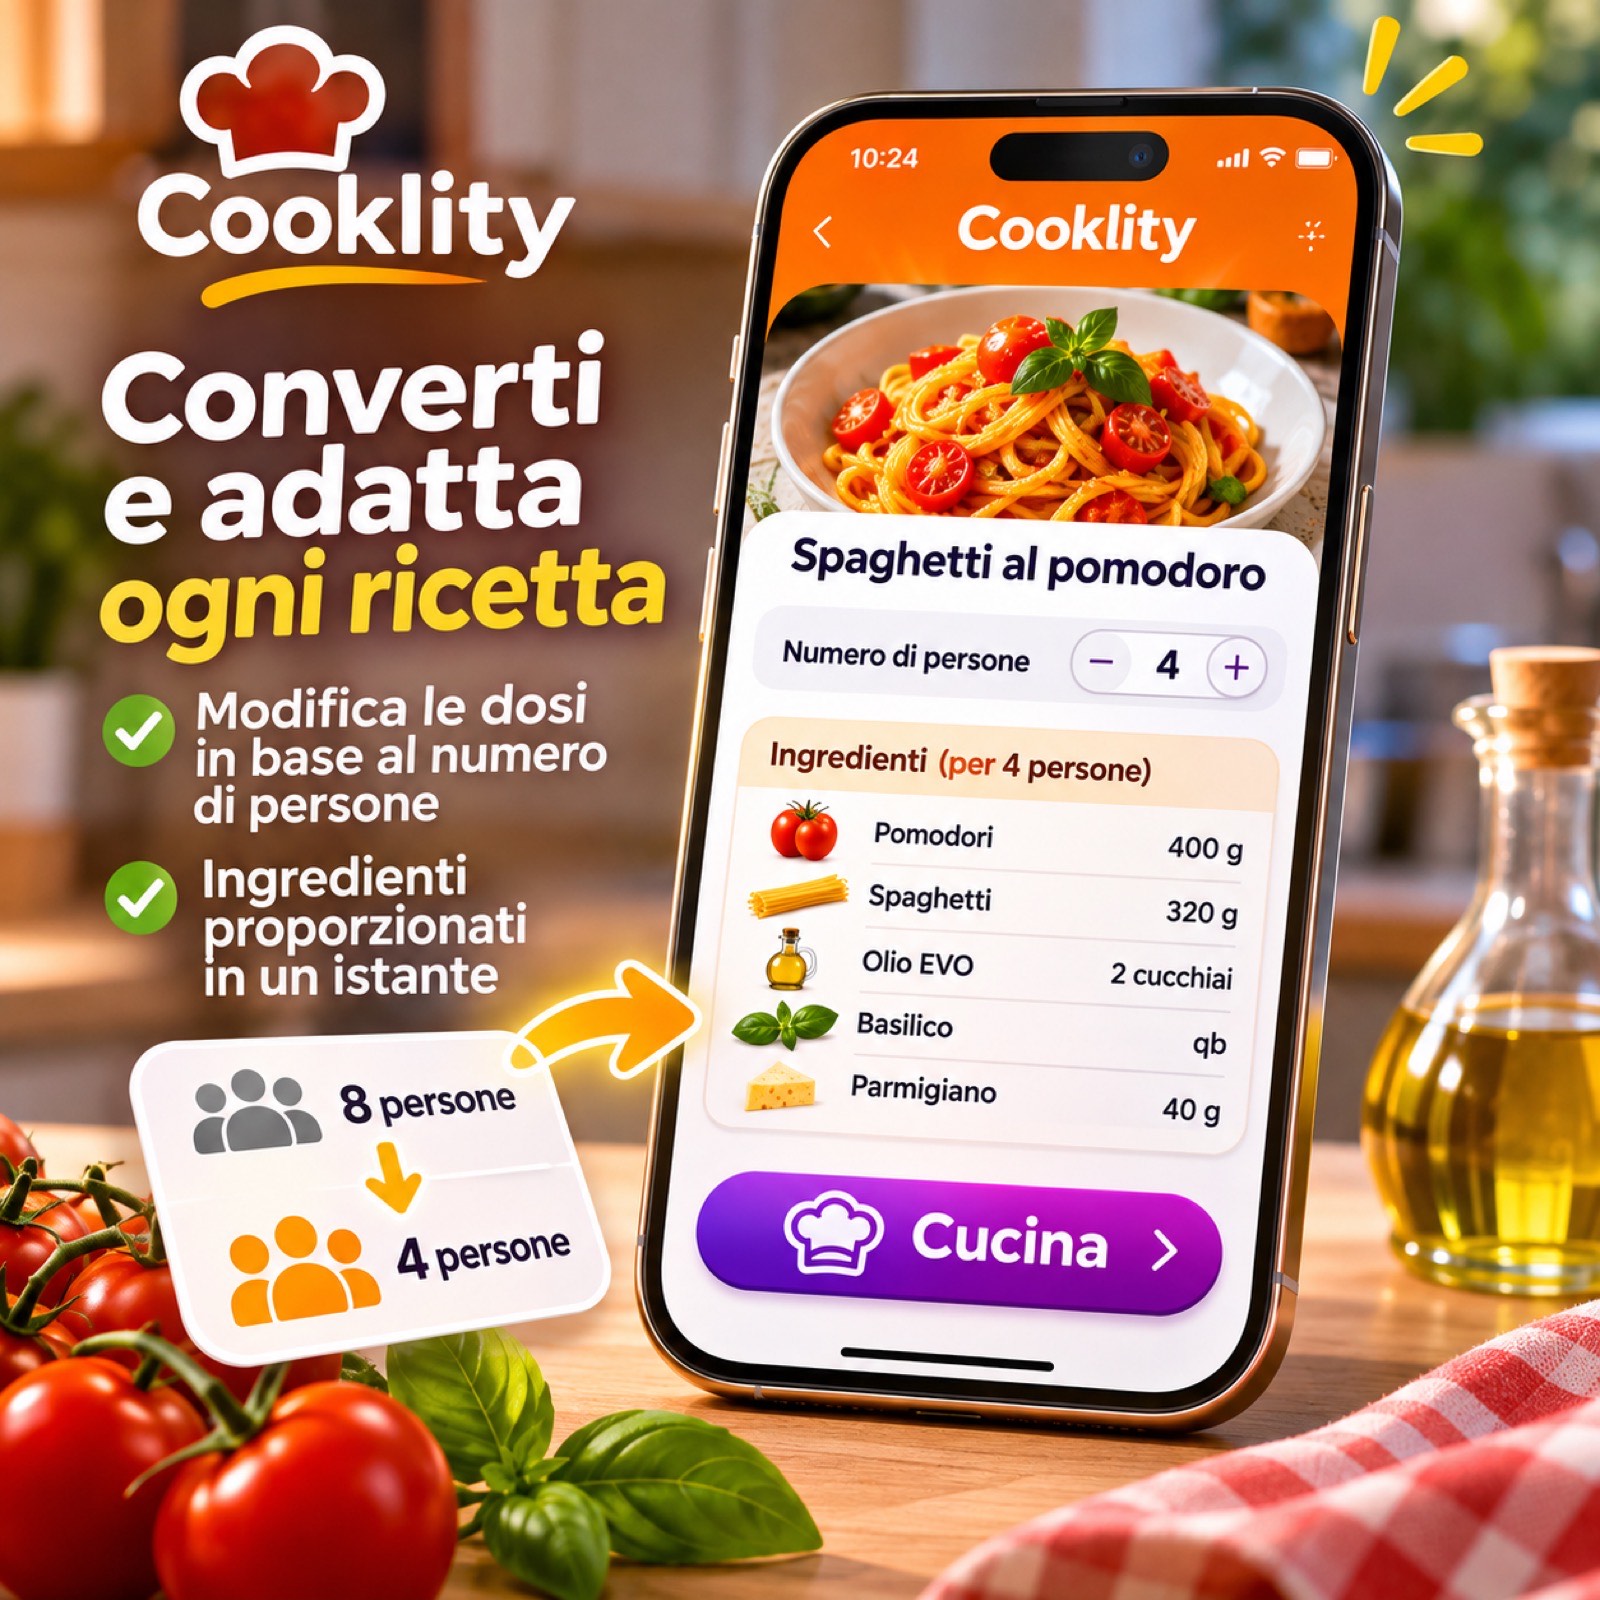 Cooklity
Converti
e adatta
ogni ricetta
Modifica le dosi
in base al numero
di persone
Ingredienti
proporzionati
in un istante
8 persone
4 persone
10:24
Cooklity
Spaghetti al pomodoro
Numero di persone
4
Ingredienti (per 4 persone)
Pomodori 400 g
Spaghetti 320 g
Olio EVO 2 cucchiai
Basilico qb
Parmigiano 40 g
Cucina